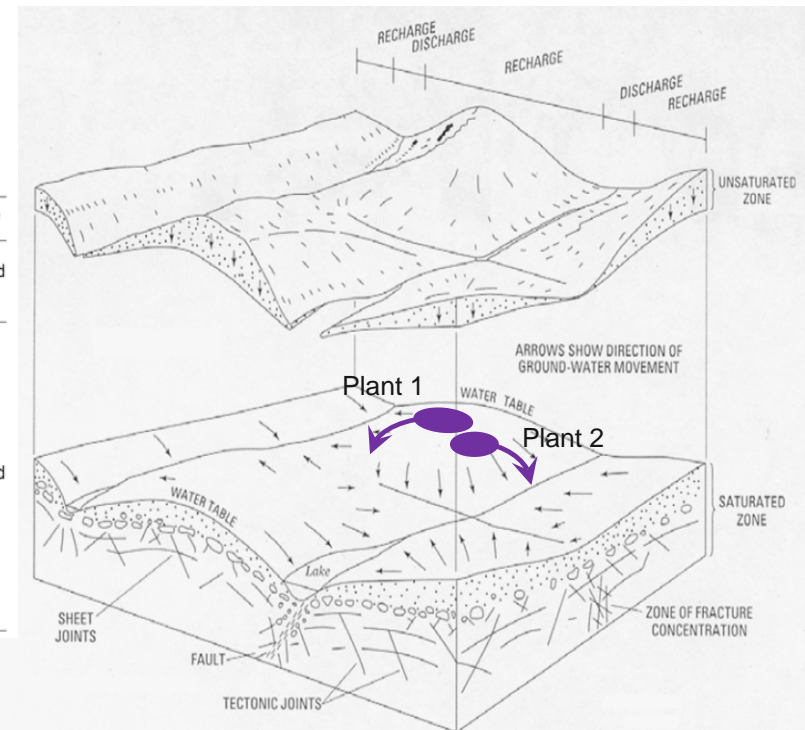 RECHARGE
DISCHARGE
RECHARGE
DISCHARGE
RECHARGE
UNSATURATED
ZONE
d
ARROWS SHOW DIRECTION OF
GROUND-WATER MOVEMENT
Plant 1
WATER TABLE
Plant 2
d
WATER TABLE
SATURATED
ZONE
Lake
SHEET
JOINTS
ZONE OF FRACTURE
CONCENTRATION
FAULT
TECTONIC JOINTS